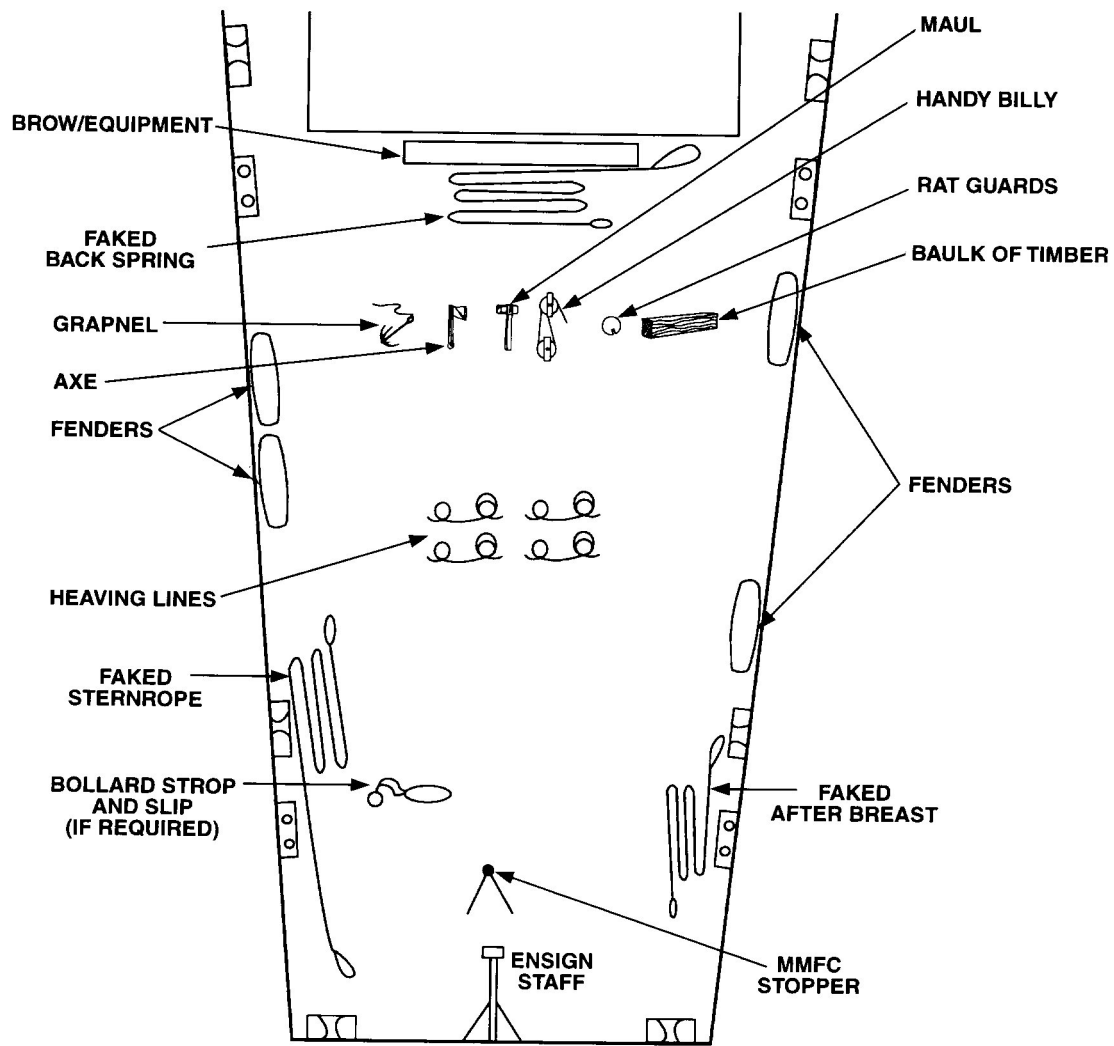 MAUL
HANDY BILLY
BROW/EQUIPMENT
RAT GUARDS
FAKED
BACK SPRING
BAULK OF TIMBER
GRAPNEL
AXE
FENDERS
FENDERS
HEAVING LINES
FAKED
STERNROPE
BOLLARD STROP
AND SLIP
(IF REQUIRED)
FAKED
AFTER BREAST
ENSIGN
STAFF
MMFC
STOPPER